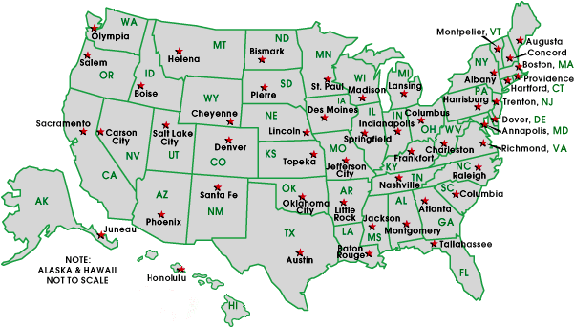 WA
Olympia
Salem
OR
ID
Boise
MT
Helena
ND
Bismark
SD
Pierre
MN
St. Paul
WI
Madison
MI
Lansing
Montpelier, VT
Augusta
Concord
Boston, MA
Providence
Hartford, CT
NY
Albany
PA
Harrisburg
Trenton, NJ
Dover, DE
Annapolis, MD
Richmond, VA
WY
Cheyenne
NE
Lincoln
IA
Des Moines
IL
Springfield
IN
Indianapolis
Columbus
OH
WV
Charleston
Sacramento
Carson
City
NV
CA
Salt Lake
City
UT
Denver
CO
KS
Topeka
MO
Jefferson
City
KY
Frankfort
TN
Nashville
NC
Raleigh
SC
Columbia
AZ
Phoenix
Santa Fe
NM
OK
Oklahoma
City
AR
Little
Rock
TX
Austin
LA
Baton
Rouge
MS
Jackson
AL
Montgomery
GA
Atlanta
Tallahassee
FL
AK
Juneau
NOTE:
ALASKA & HAWAII
NOT TO SCALE
Honolulu
HI